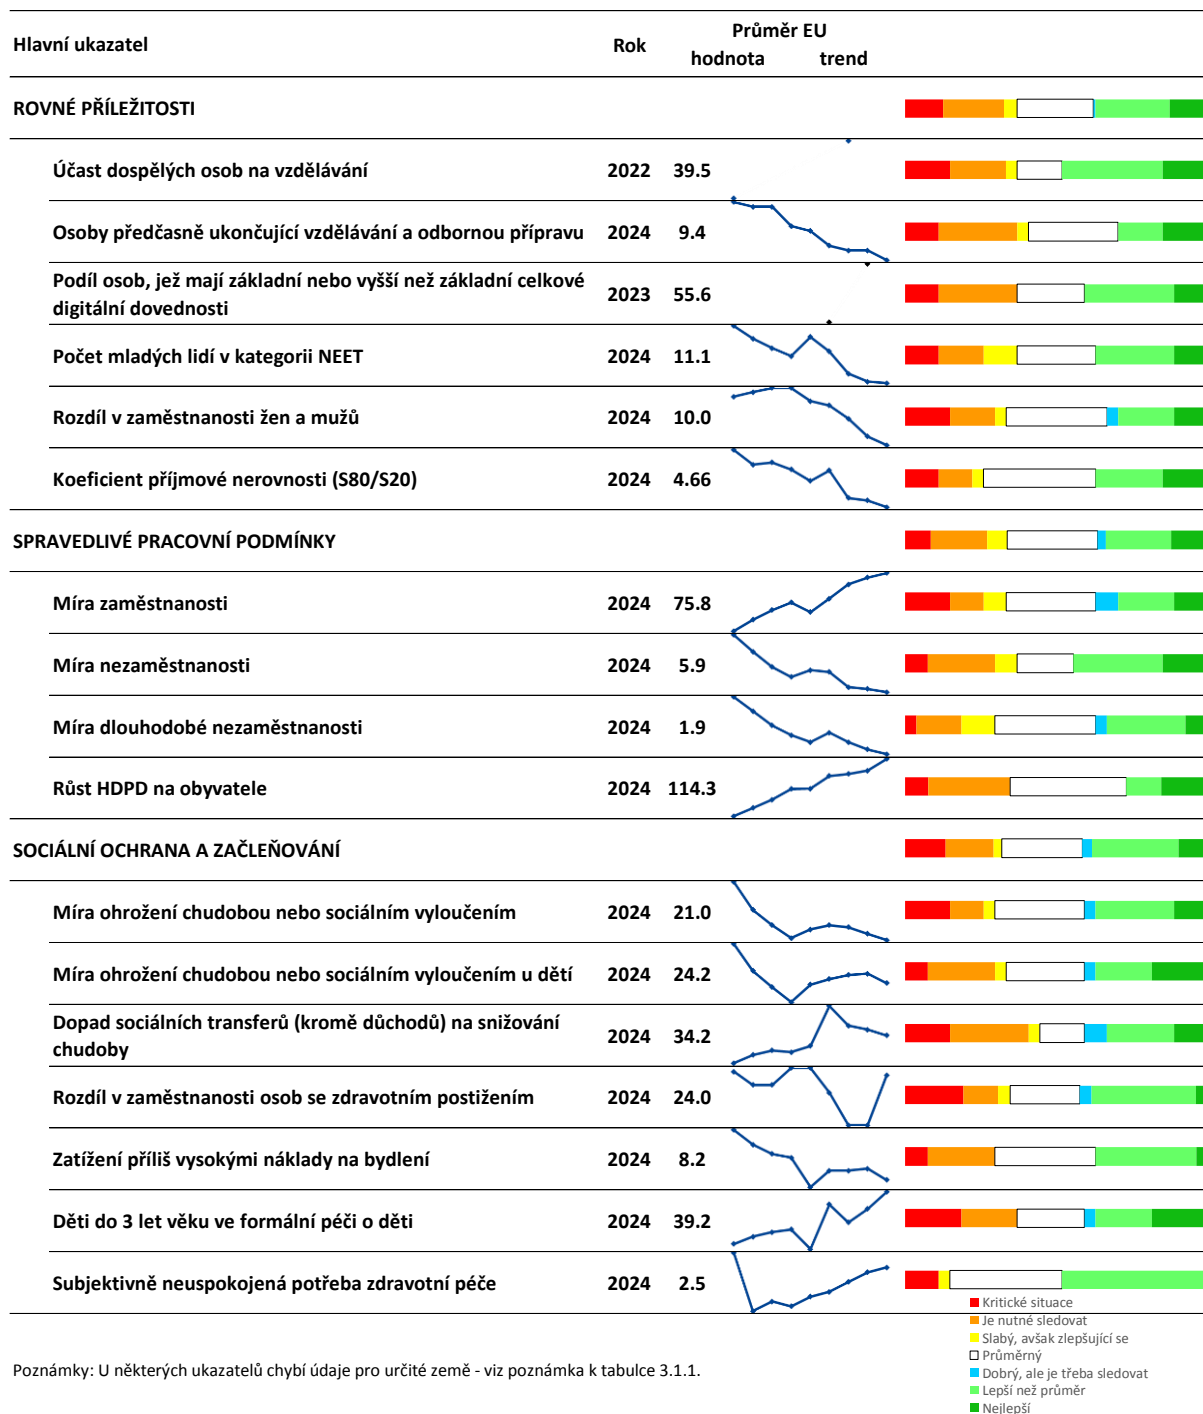 Průměr EU
Hlavní ukazatel Rok hodnota trend
ROVNÉ PŘÍLEŽITOSTI
Účast dospělých osob na vzdělávání 2022 39.5
Osoby předčasně ukončující vzdělávání a odbornou přípravu 2024 9.4
Podíl osob, jež mají základní nebo vyšší než základní celkové
digitální dovednosti 2023 55.6
Počet mladých lidí v kategorii NEET 2024 11.1
Rozdíl v zaměstnanosti žen a mužů 2024 10.0
Koeficient příjmové nerovnosti (S80/S20) 2024 4.66
SPRAVEDLIVÉ PRACOVNÍ PODMÍNKY
Míra zaměstnanosti 2024 75.8
Míra nezaměstnanosti 2024 5.9
Míra dlouhodobé nezaměstnanosti 2024 1.9
Růst HDPD na obyvatele 2024 114.3
SOCIÁLNÍ OCHRANA A ZAČLEŇOVÁNÍ
Míra ohrožení chudobou nebo sociálním vyloučením 2024 21.0
Míra ohrožení chudobou nebo sociálním vyloučením u dětí 2024 24.2
Dopad sociálních transferů (kromě důchodů) na snižování
chudoby 2024 34.2
Rozdíl v zaměstnanosti osob se zdravotním postižením 2024 24.0
Zatížení příliš vysokými náklady na bydlení 2024 8.2
Děti do 3 let věku ve formální péči o děti 2024 39.2
Subjektivně neuspokojená potřeba zdravotní péče 2024 2.5
Kritické situace
Je nutné sledovat
Slabý, avšak zlepšující se
Průměrný
Dobrý, ale je třeba sledovat
Lepší než průměr
Nejlepší
Poznámky: U některých ukazatelů chybí údaje pro určité země - viz poznámka k tabulce 3.1.1.